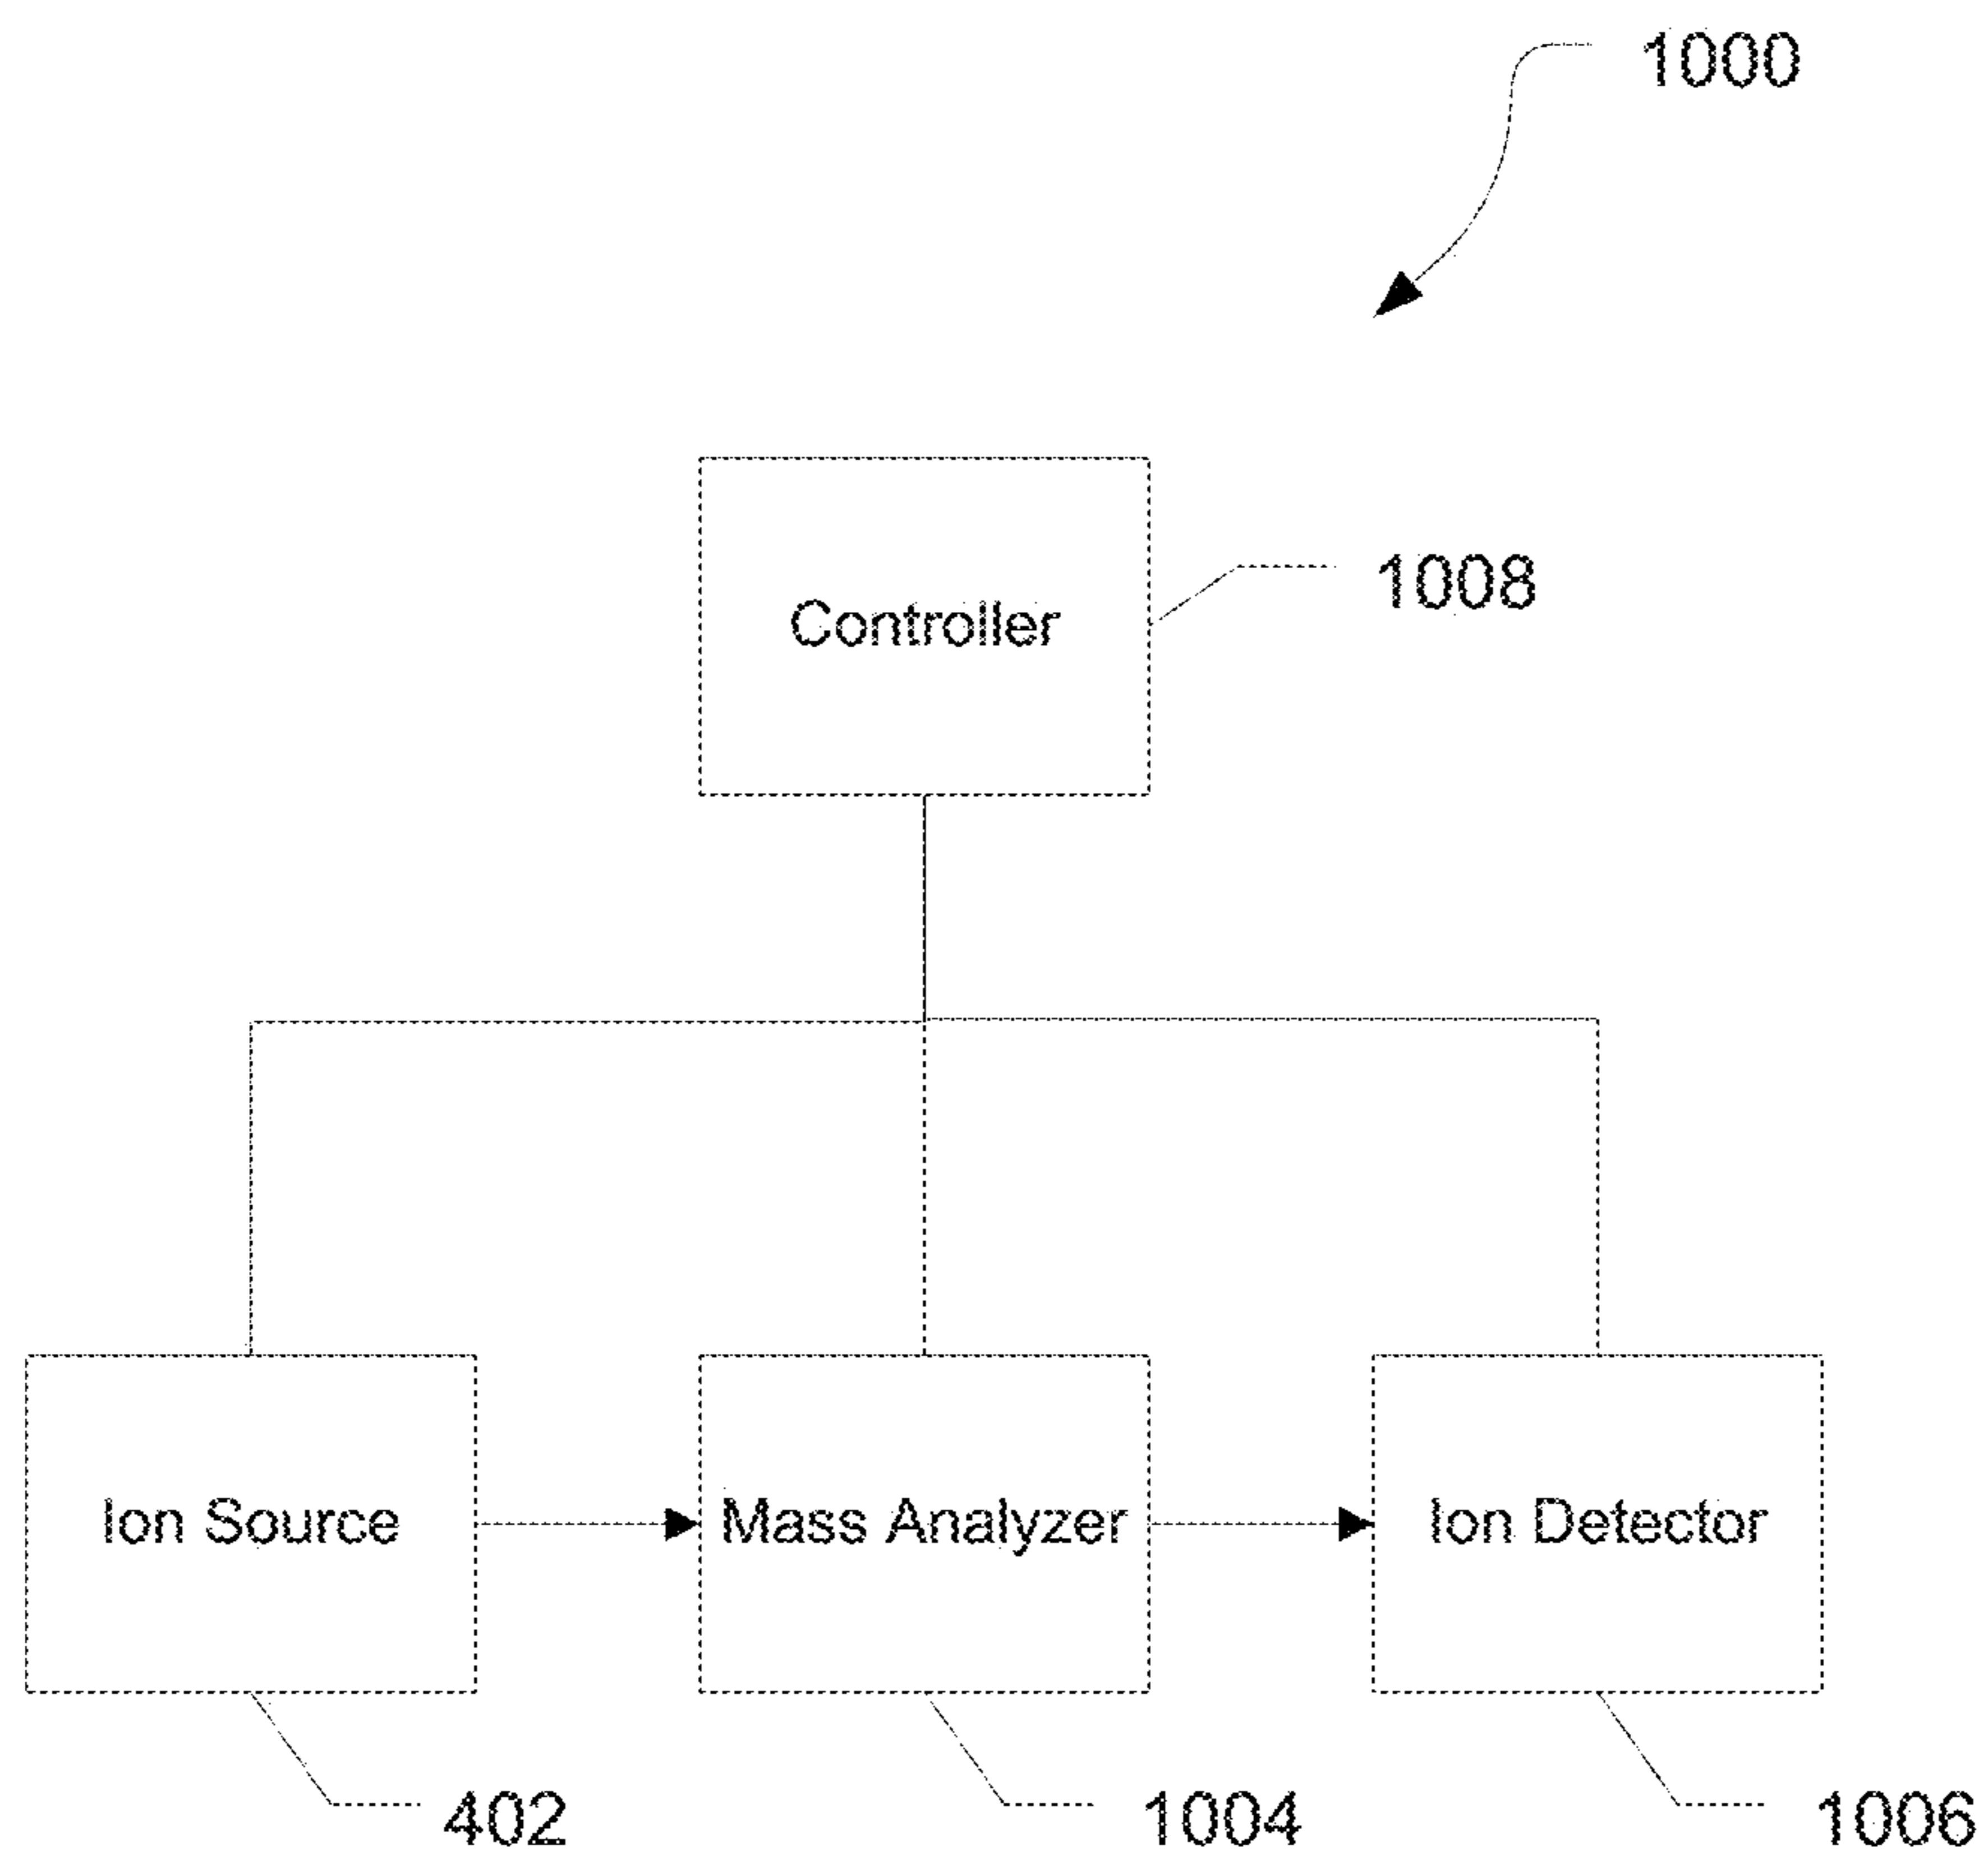 1000
Controller
1008
Ion Source
Mass Analyzer
Ion Detector
402
1004
1006